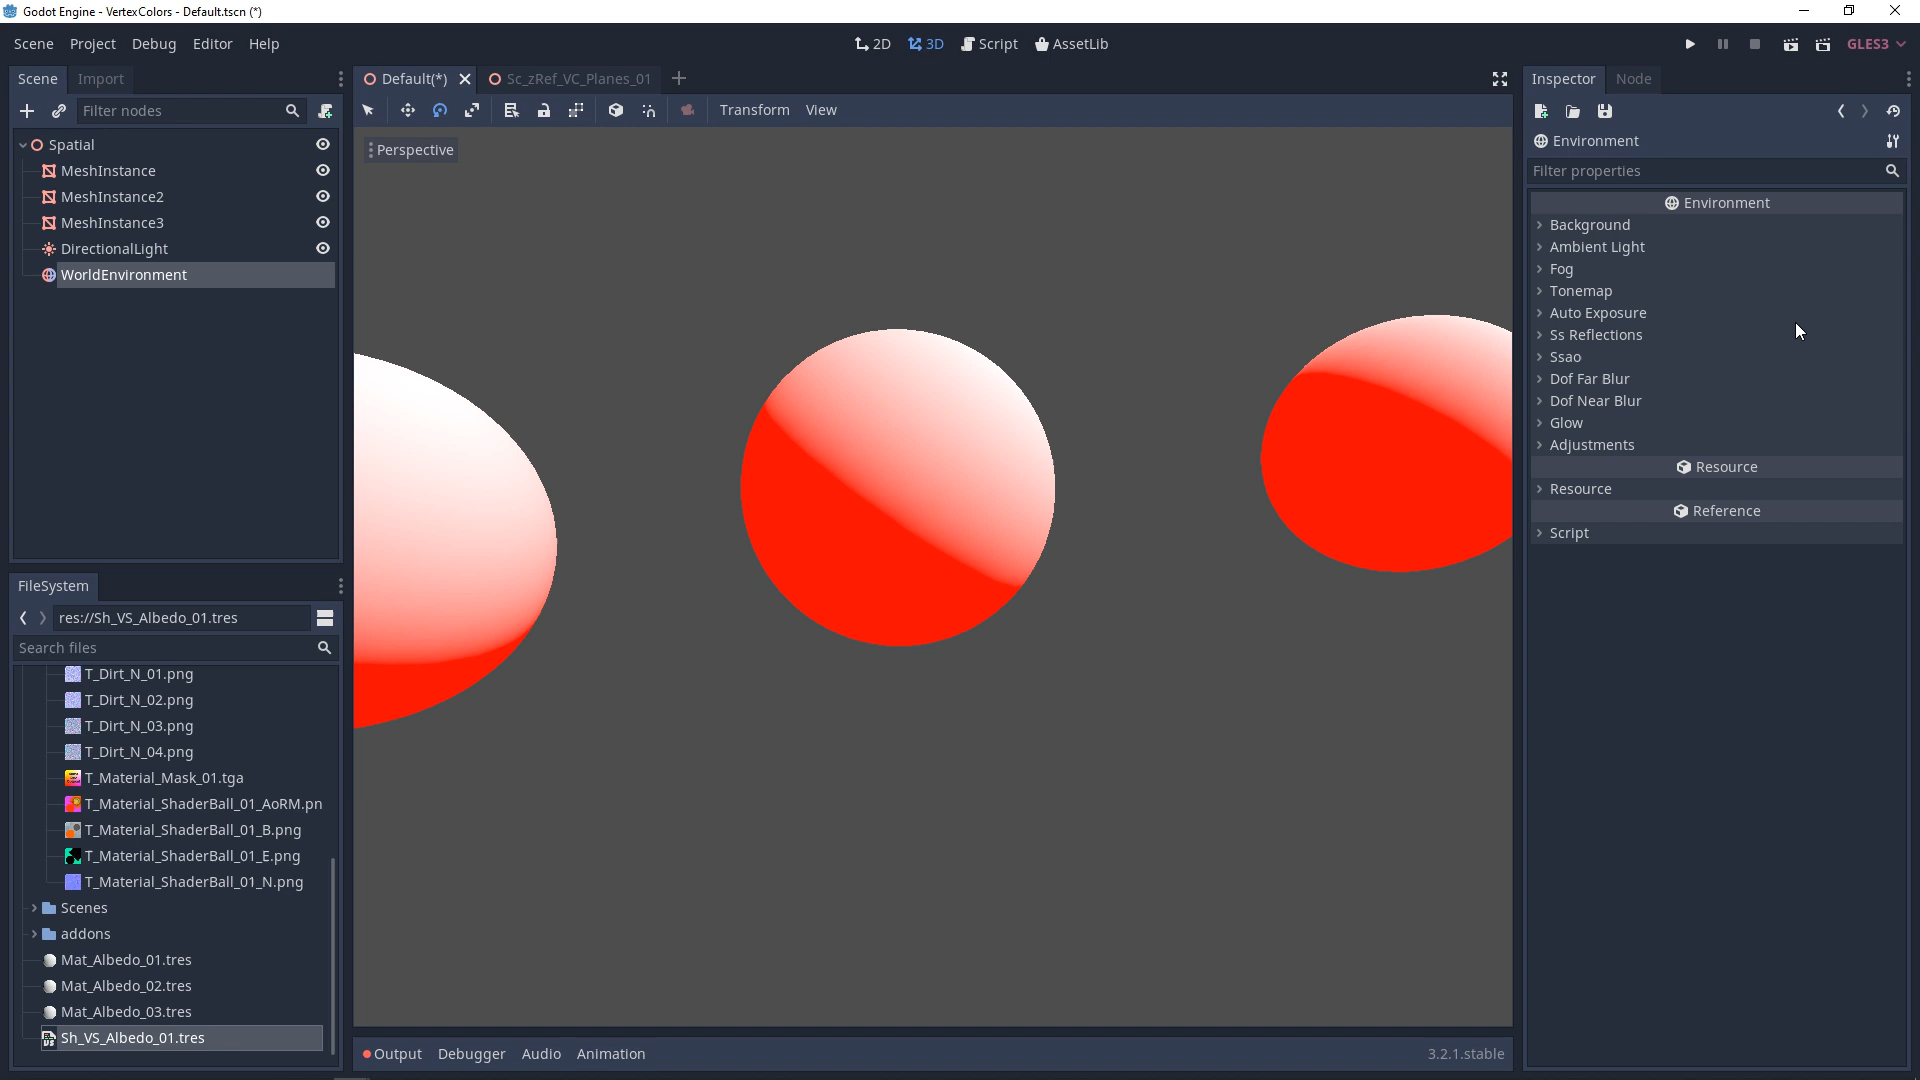 Godot Engine - VertexColors - Default.tscn (*)
Scene Project Debug Editor Help
2D 3D Script AssetLib
GLES3
Scene Import
Filter nodes
Spatial
MeshInstance
MeshInstance2
MeshInstance3
DirectionalLight
WorldEnvironment
FileSystem
res://Sh_VS_Albedo_01.tres
Search files
T_Dirt_N_01.png
T_Dirt_N_02.png
T_Dirt_N_03.png
T_Dirt_N_04.png
T_Material_Mask_01.tga
T_Material_ShaderBall_01_AoRM.pn
T_Material_ShaderBall_01_B.png
T_Material_ShaderBall_01_E.png
T_Material_ShaderBall_01_N.png
Scenes
addons
Mat_Albedo_01.tres
Mat_Albedo_02.tres
Mat_Albedo_03.tres
Sh_VS_Albedo_01.tres
Default(*) Sc_zRef_VC_Planes_01
Transform View
Perspective
Output Debugger Audio Animation
3.2.1.stable
Inspector Node
Environment
Filter properties
Environment
Background
Ambient Light
Fog
Tonemap
Auto Exposure
Ss Reflections
Ssao
Dof Far Blur
Dof Near Blur
Glow
Adjustments
Resource
Resource
Reference
Script